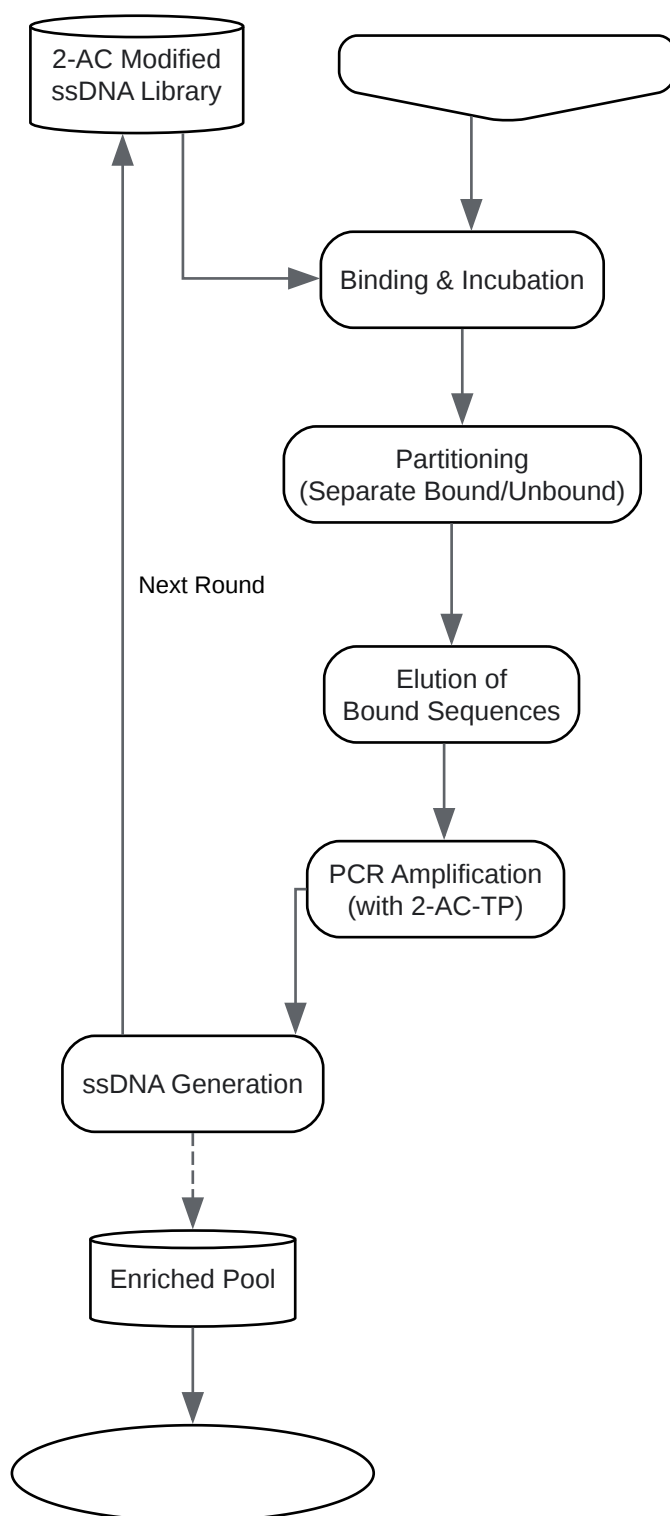 2-AC Modified
ssDNA Library
Binding & Incubation
Partitioning
(Separate Bound/Unbound)
Next Round
Elution of
Bound Sequences
PCR Amplification
(with 2-AC-TP)
ssDNA Generation
Enriched Pool